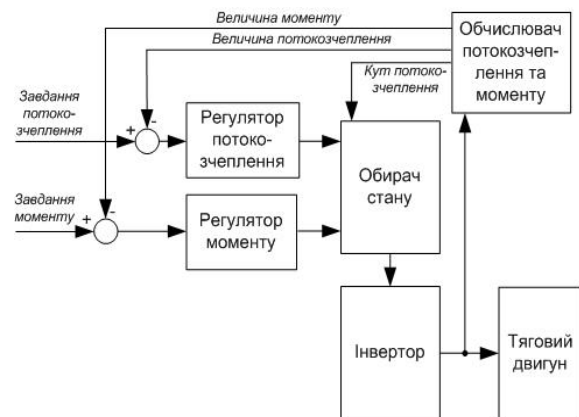 Величина моменту
Величина потокозчеплення
Обчислювач
потокозчеп-
лення та
моменту
Кут потоко-
зчеплення
Завдання
потоко-
зчеплення
+
-
Регулятор
потоко-
зчеплення
Обирач
стану
Завдання
моменту
+
-
Регулятор
моменту
Інвертор
Тяговий
двигун